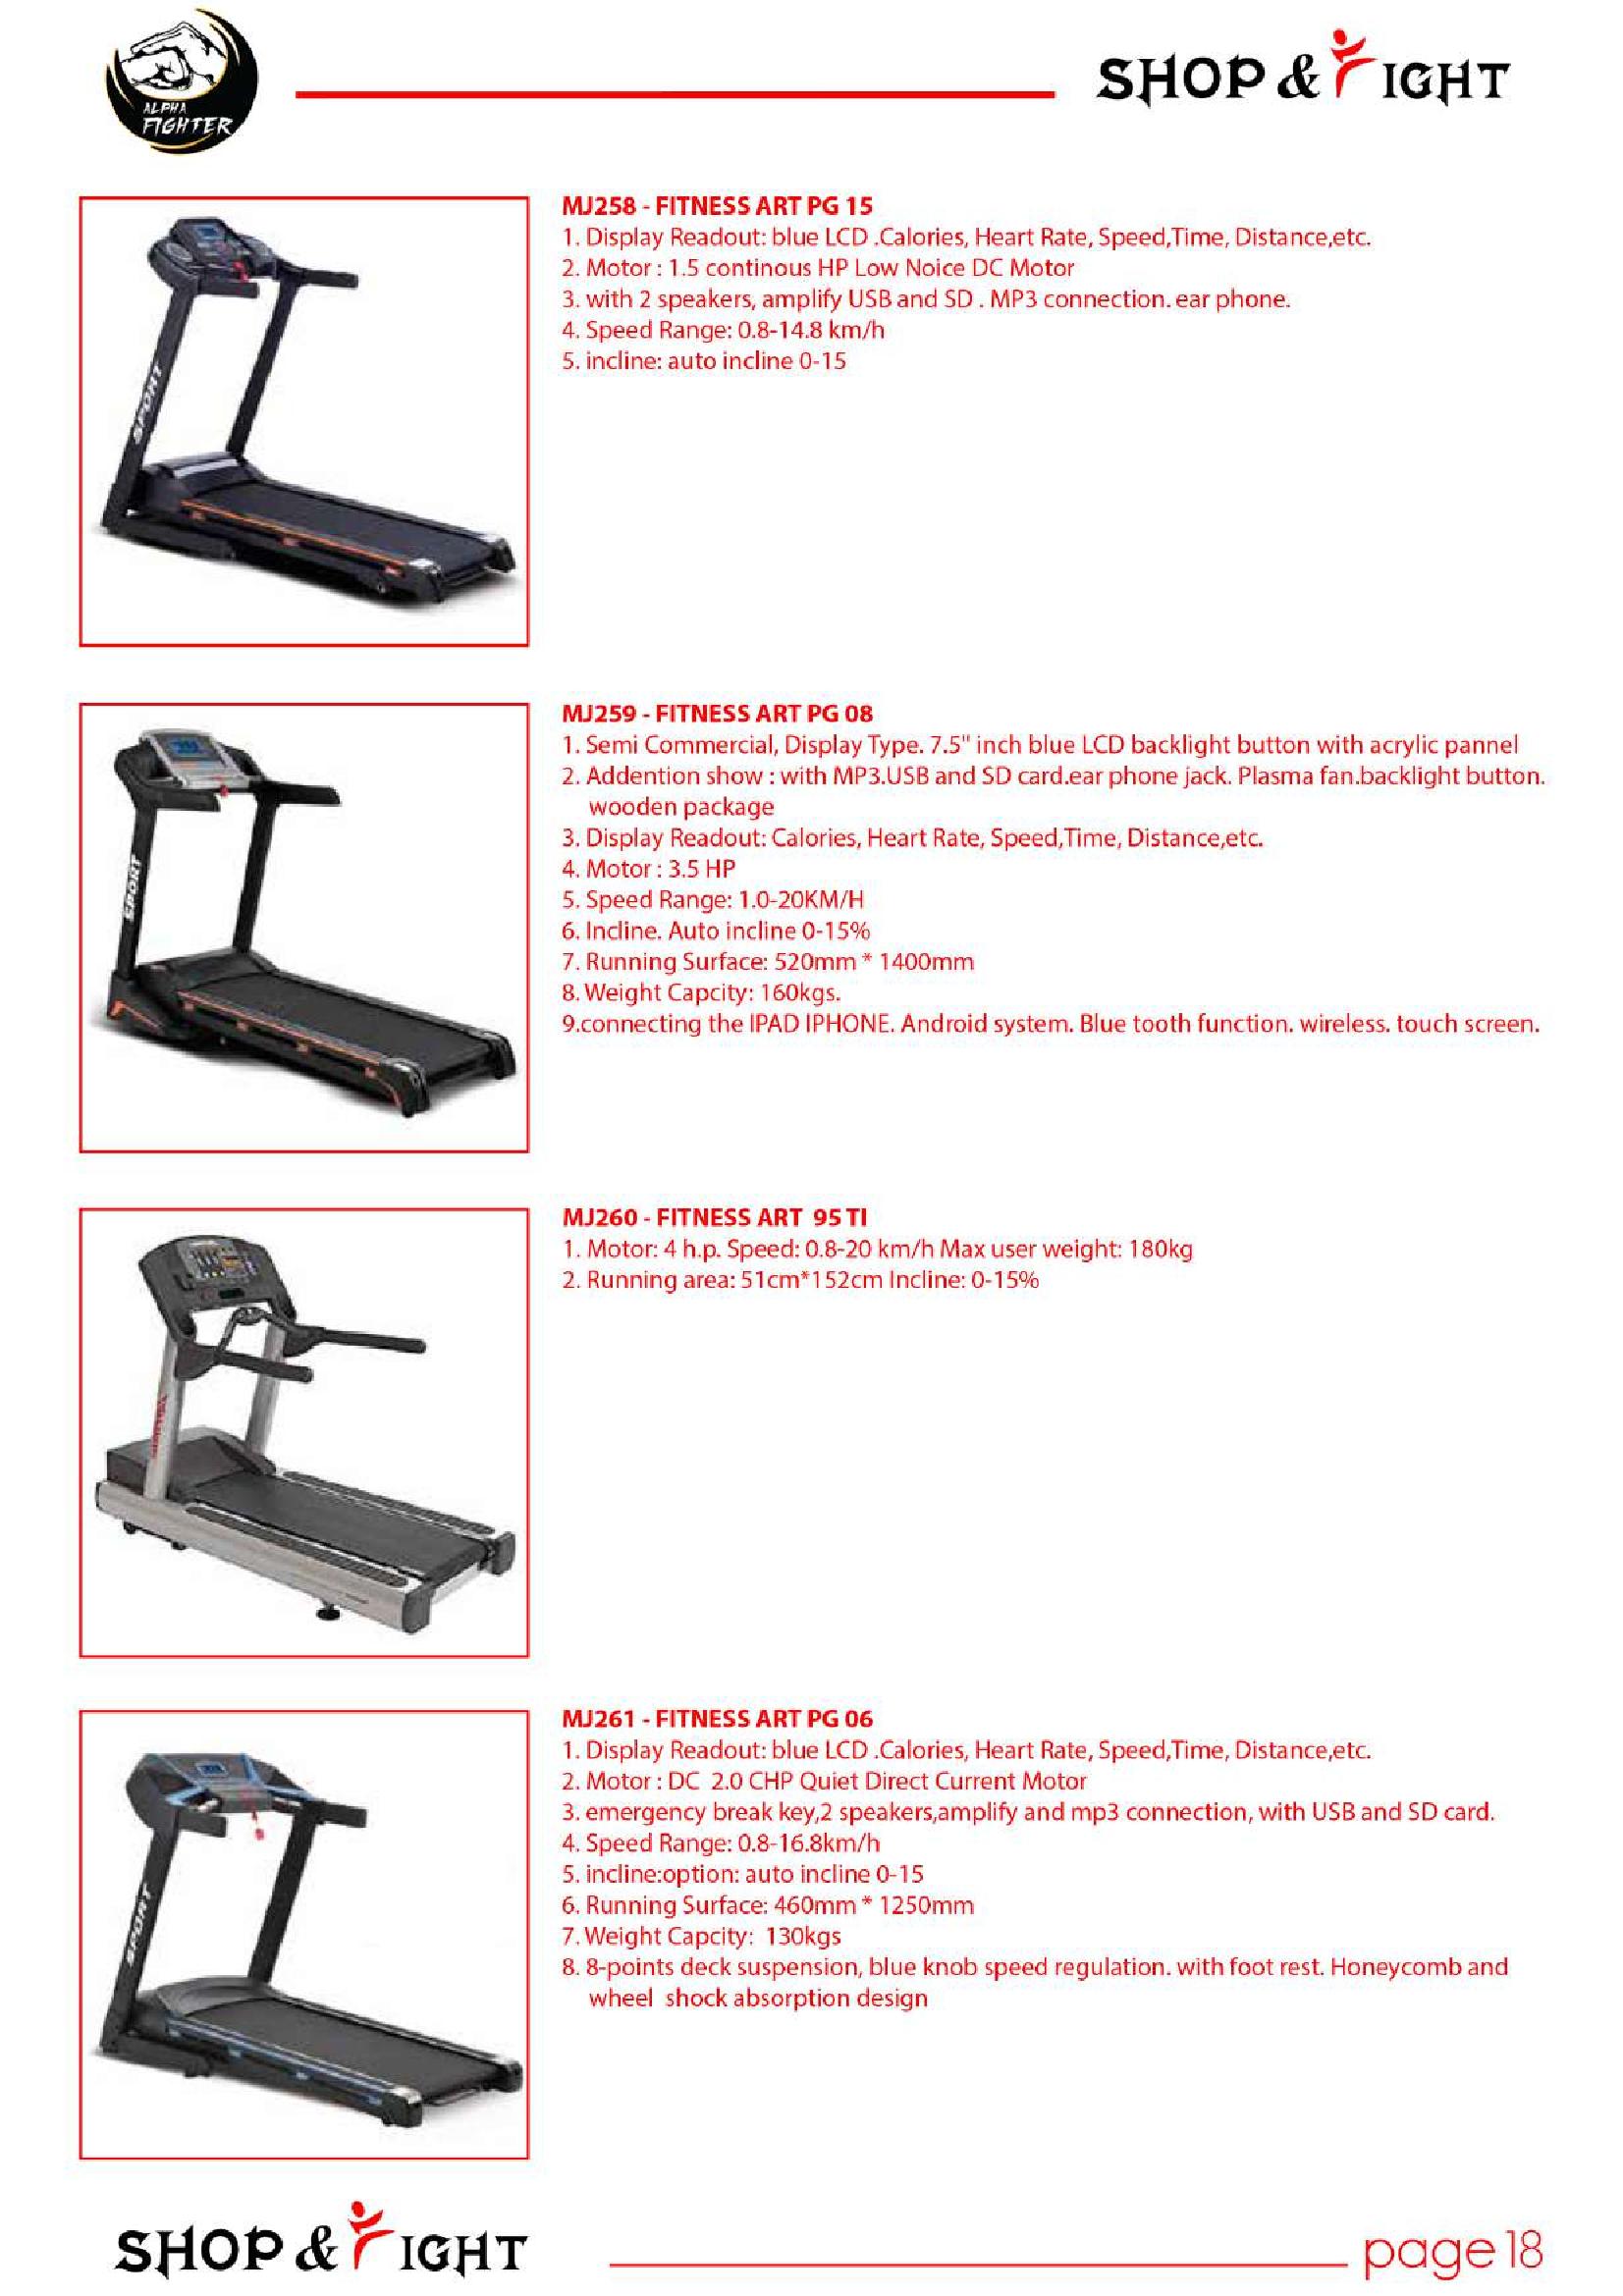 ALPHA
FIGHTER
SHOP & FIGHT
MJ258 - FITNESS ART PG 15
1. Display Readout: blue LCD .Calories, Heart Rate, Speed,Time, Distance,etc.
2. Motor : 1.5 continous HP Low Noice DC Motor
3. with 2 speakers, amplify USB and SD . MP3 connection. ear phone.
4. Speed Range: 0.8-14.8 km/h
5. incline: auto incline 0-15
SPORT
MJ259 - FITNESS ART PG 08
1. Semi Commercial, Display Type. 7.5" inch blue LCD backlight button with acrylic pannel
2. Addention show : with MP3.USB and SD card.ear phone jack. Plasma fan.backlight button.
wooden package
3. Display Readout: Calories, Heart Rate, Speed,Time, Distance,etc.
4. Motor : 3.5 HP
5. Speed Range: 1.0-20KM/H
6. Incline. Auto incline 0-15%
7. Running Surface: 520mm * 1400mm
8. Weight Capcity: 160kgs.
9.connecting the IPAD IPHONE. Android system. Blue tooth function. wireless. touch screen.
SPORT
MJ260 - FITNESS ART 95 TI
1. Motor: 4 h.p. Speed: 0.8-20 km/h Max user weight: 180kg
2. Running area: 51cm*152cm Incline: 0-15%
MJ261 - FITNESS ART PG 06
1. Display Readout: blue LCD .Calories, Heart Rate, Speed,Time, Distance,etc.
2. Motor : DC 2.0 CHP Quiet Direct Current Motor
3. emergency break key,2 speakers,amplify and mp3 connection, with USB and SD card.
4. Speed Range: 0.8-16.8km/h
5. incline:option: auto incline 0-15
6. Running Surface: 460mm * 1250mm
7. Weight Capcity: 130kgs
8. 8-points deck suspension, blue knob speed regulation. with foot rest. Honeycomb and
wheel shock absorption design
SPORT
SHOP & FIGHT
page 18